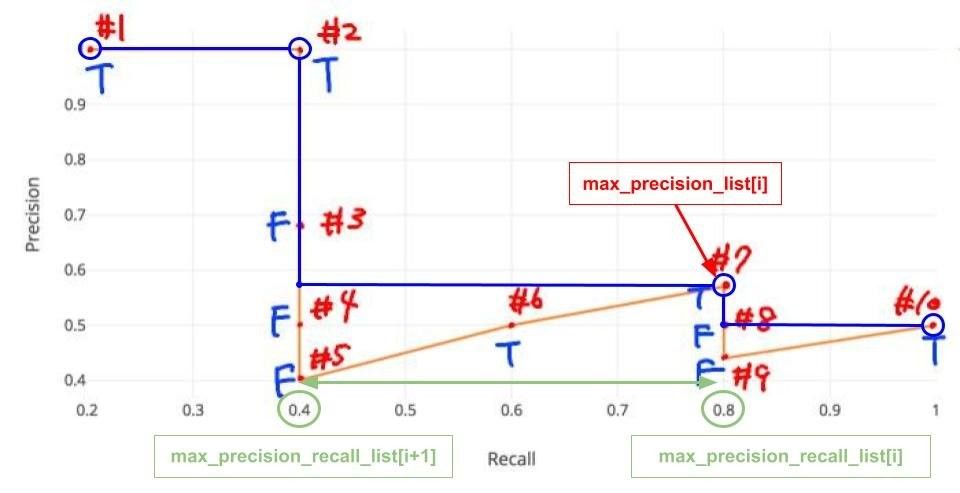 #1
#2
T
T
0.9
0.8
max_precision_list[i]
0.7
F
#3
Precision
0.6
#7
T
#6
#4
#8
#10
0.5
F
F
T
T
#5
0.4
F
F
#9
0.2
0.3
0.4
0.5
0.6
0.7
0.8
0.9
1
max_precision_recall_list[i+1]
Recall
max_precision_recall_list[i]